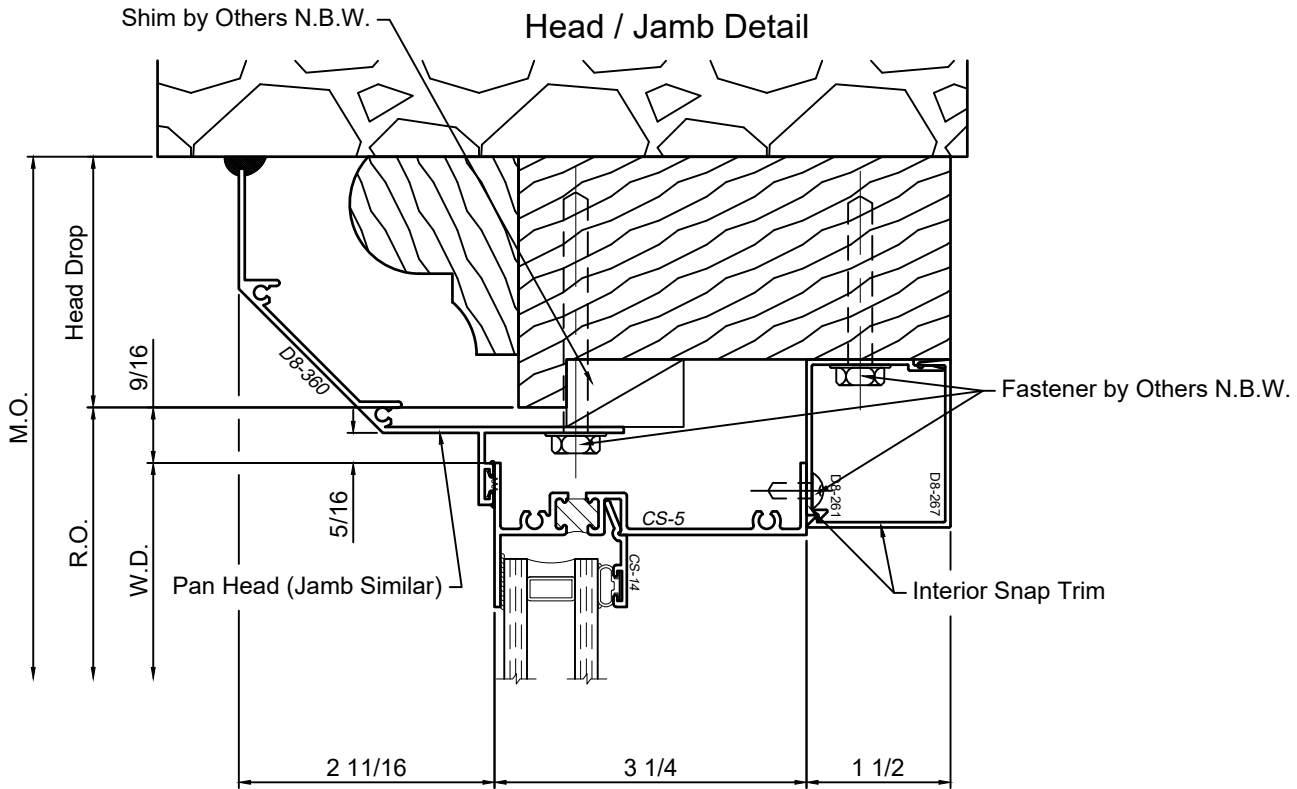 Shim by Others N.B.W.
Head / Jamb Detail
M.O.
Head Drop
9/16
R.O.
W.D.
5/16
D8-360
Pan Head (Jamb Similar)
CS-5
CS-14
Fastener by Others N.B.W.
D8-261
D8-267
Interior Snap Trim
2 11/16
3 1/4
1 1/2